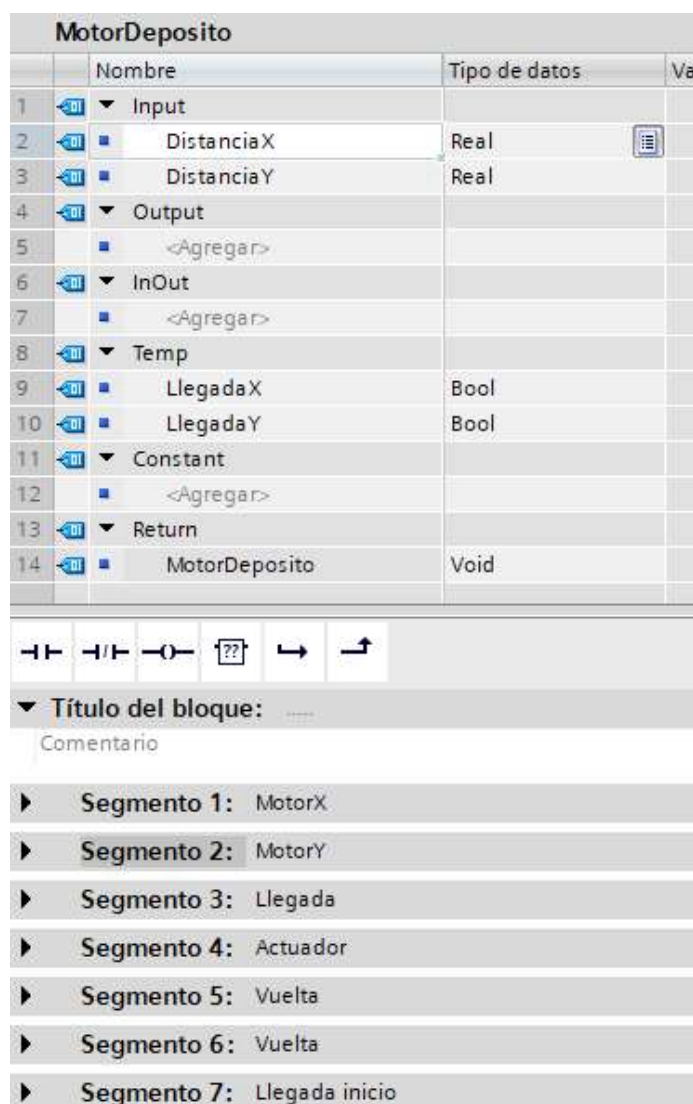 MotorDeposito
Nombre Tipo de datos Va
1 Input
2 DistanciaX Real
3 DistanciaY Real
4 Output
5 <Agregar>
6 InOut
7 <Agregar>
8 Temp
9 LlegadaX Bool
10 LlegadaY Bool
11 Constant
12 <Agregar>
13 Return
14 MotorDeposito Void
??
Título del bloque: .....
Comentario
Segmento 1: MotorX
Segmento 2: MotorY
Segmento 3: Llegada
Segmento 4: Actuador
Segmento 5: Vuelta
Segmento 6: Vuelta
Segmento 7: Llegada inicio